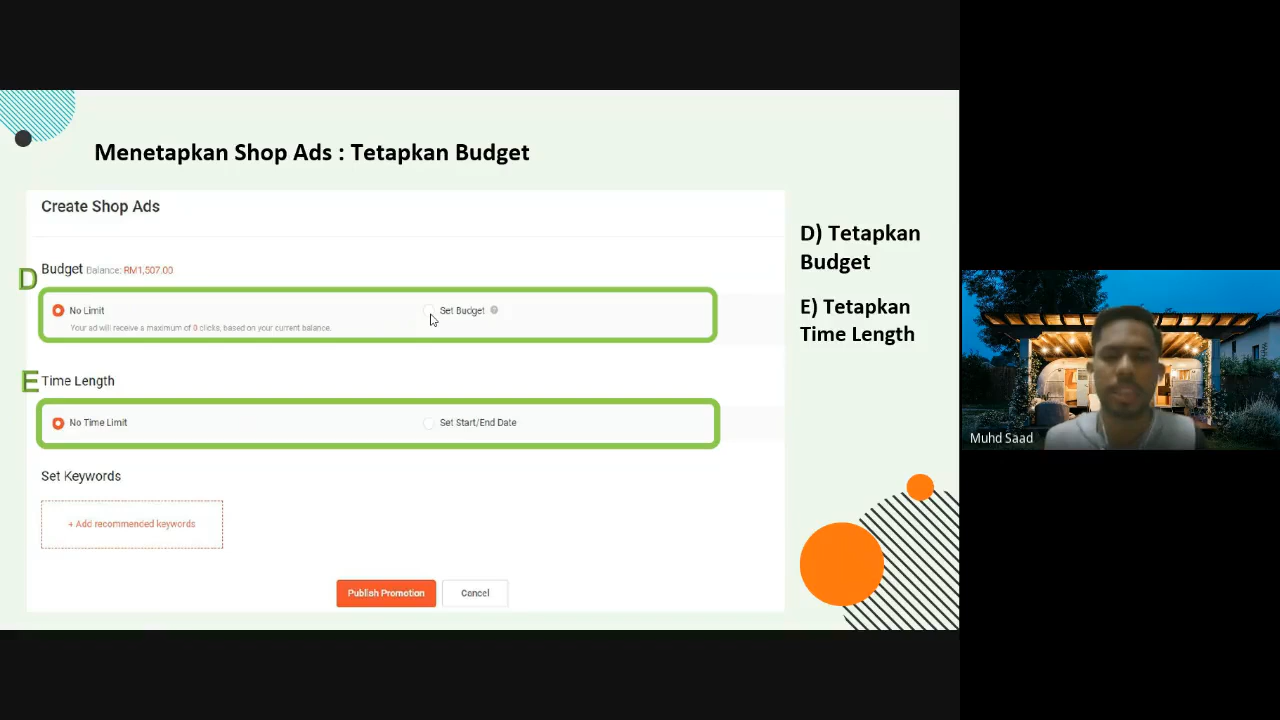 Menetapkan Shop Ads : Tetapkan Budget
Create Shop Ads
D
Budget Balance: RM1,507.00
No Limit
Set Budget ?
Your ad will receive a maximum of 0 clicks, based on your current balance.
E
Time Length
No Time Limit
Set Start/End Date
Set Keywords
+ Add recommended keywords
Publish Promotion
Cancel
D) Tetapkan
Budget
E) Tetapkan
Time Length
Muhd Saad